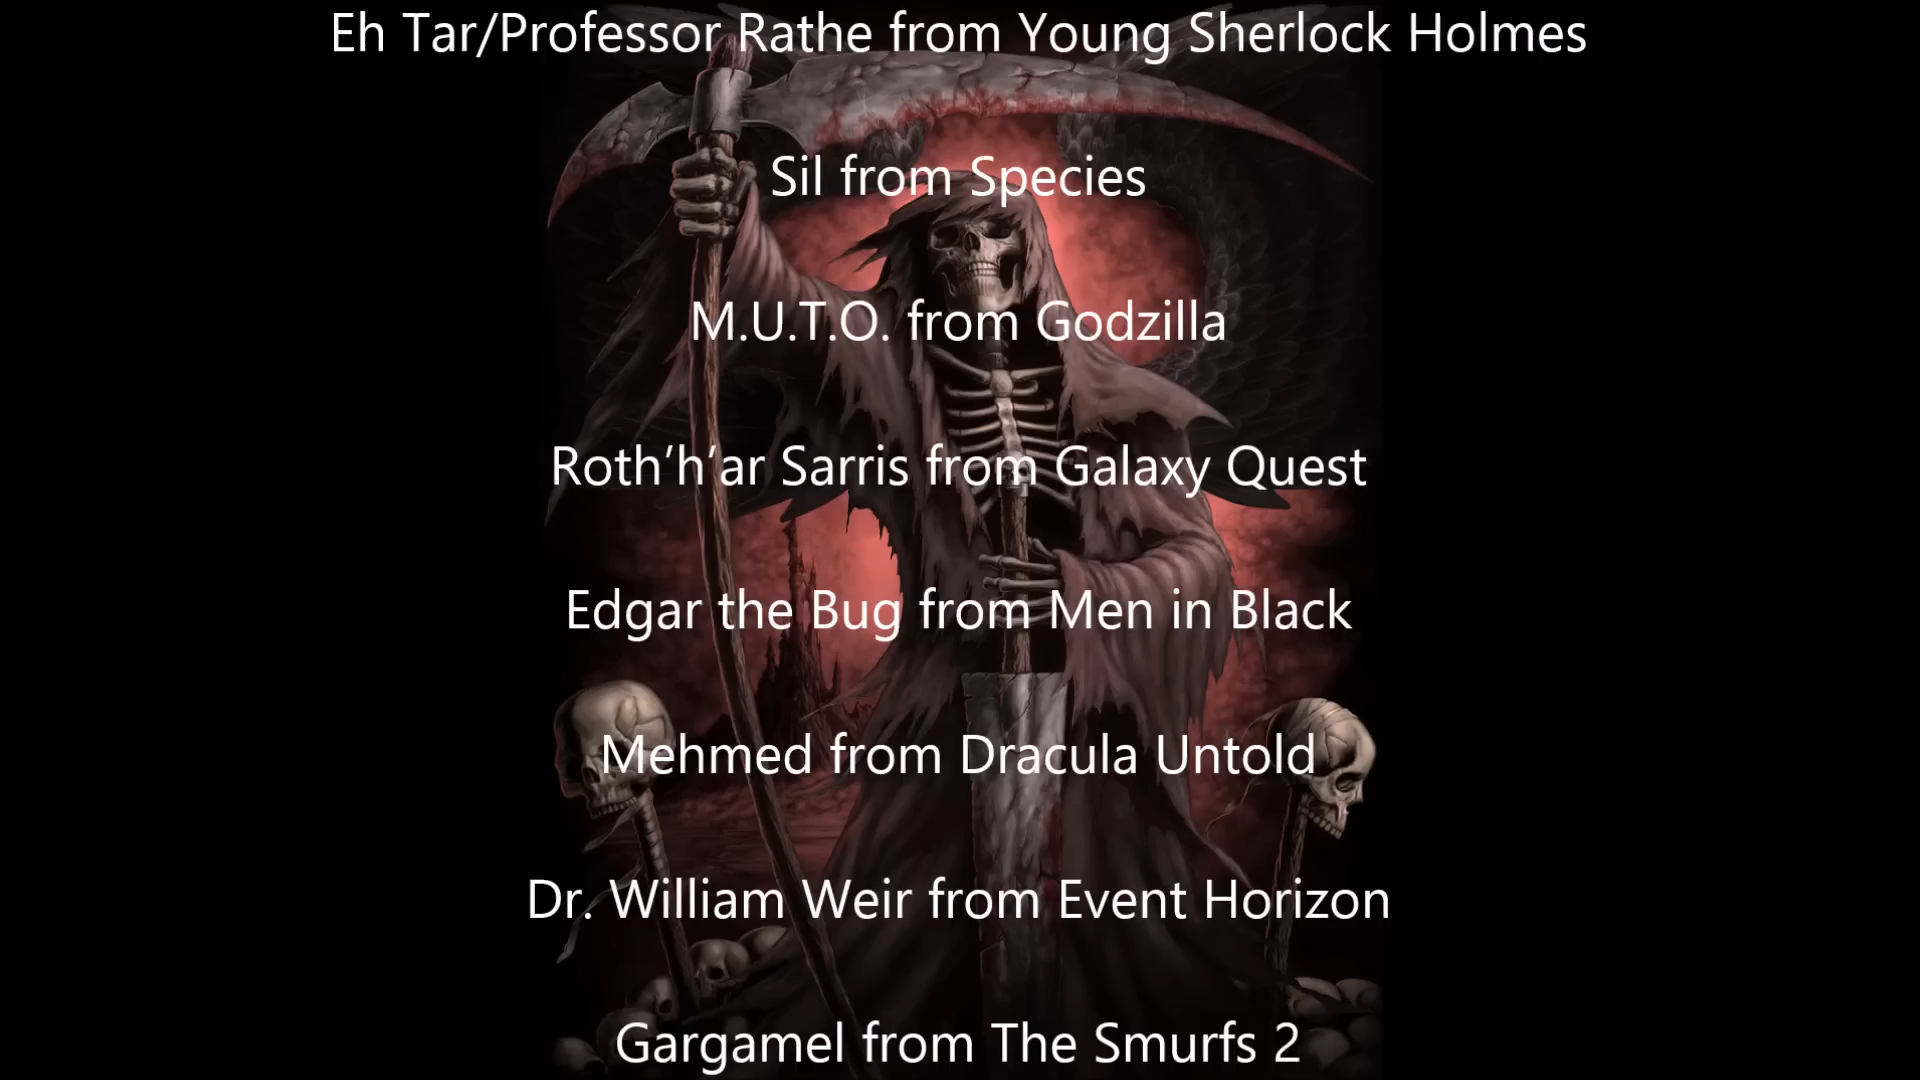 Eh Tar/Professor Rathe from Young Sherlock Holmes
Sil from Species
M.U.T.O. from Godzilla
Roth’h’ar Sarris from Galaxy Quest
Edgar the Bug from Men in Black
Mehmed from Dracula Untold
Dr. William Weir from Event Horizon
Gargamel from The Smurfs 2